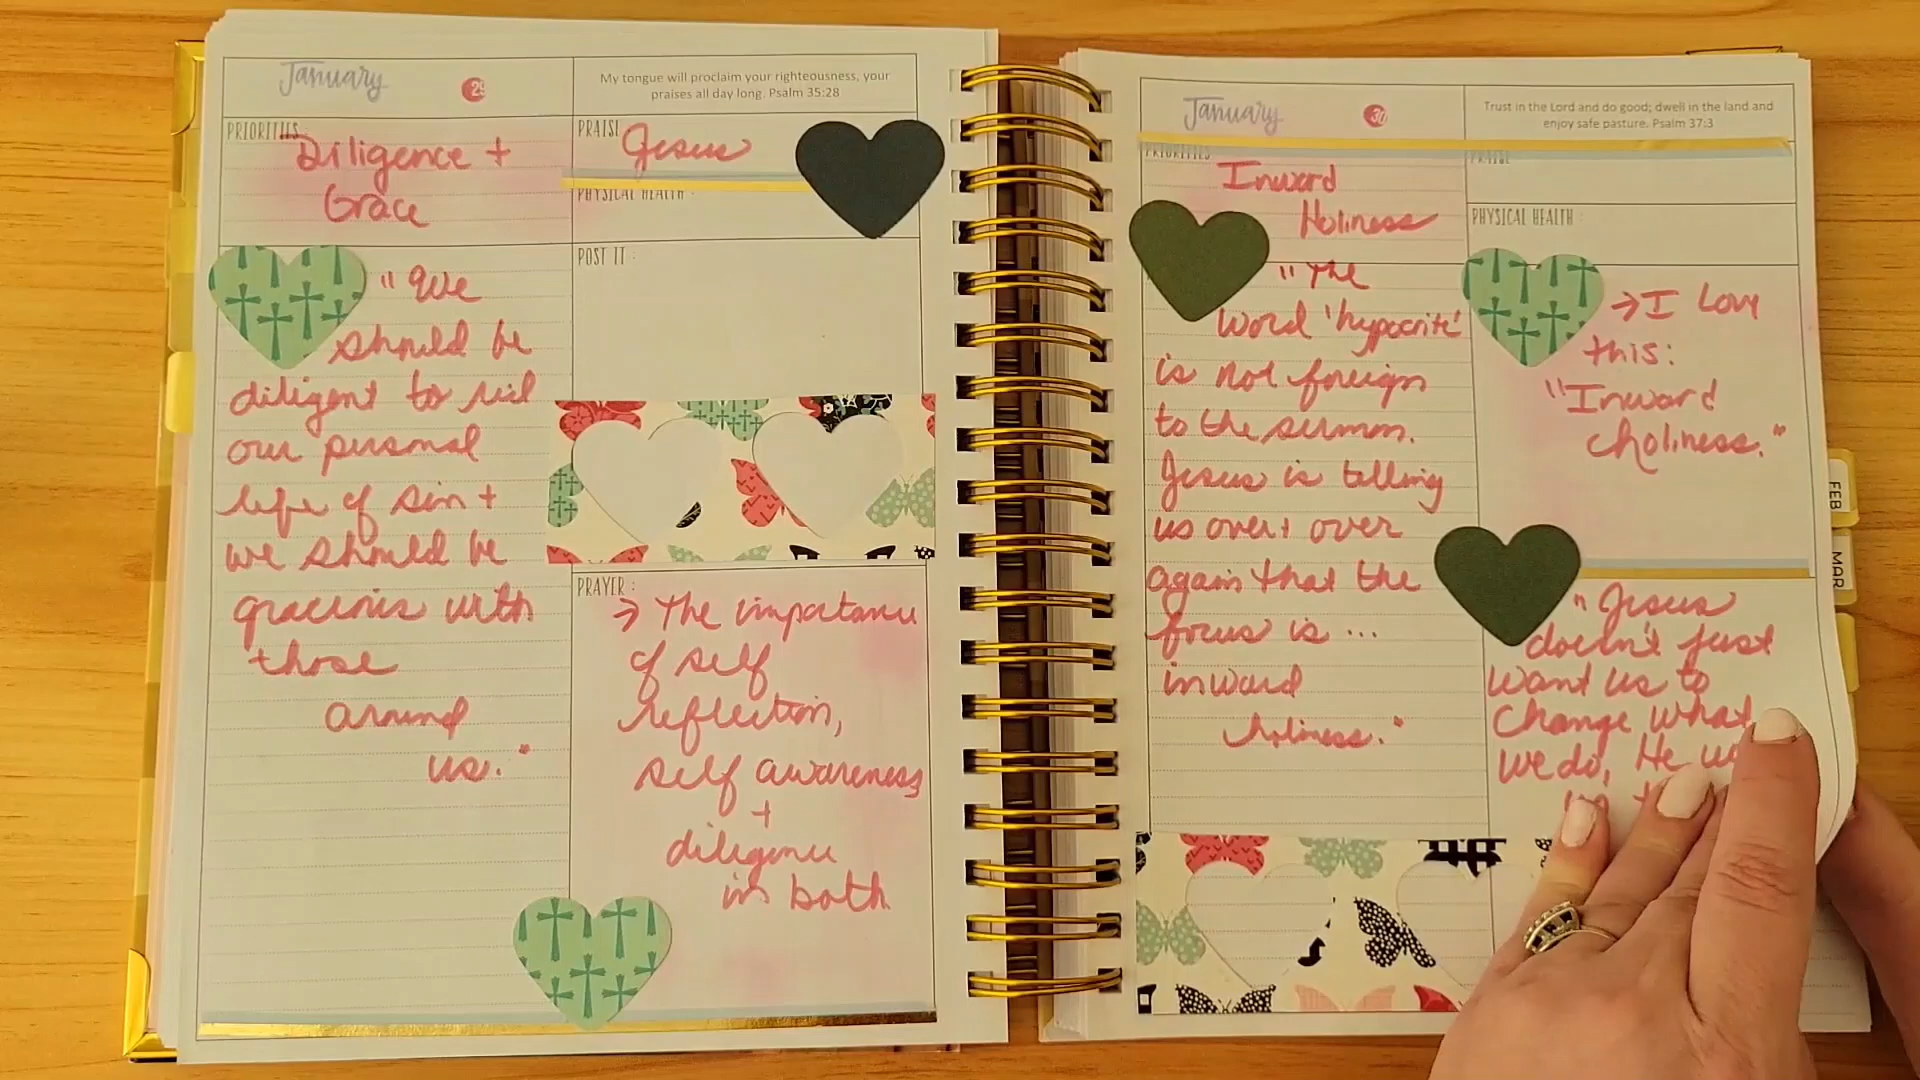 January 29
My tongue will proclaim your righteousness, your
praises all day long. Psalm 35:28
PRIORITIES:
Diligence +
Grace
PRAISE
Jesus
PHYSICAL HEALTH :
POST IT :
"We
should be
diligent to rid
our personal
life of sin +
we should be
gracious with
those
around
us."
PRAYER :
→ The importance
of self
reflection,
self awareness
+
diligence
in both
January 30
Trust in the Lord and do good; dwell in the land and
enjoy safe pasture. Psalm 37:3
PRIORITIES
Inward
Holiness
PRAISE
PHYSICAL HEALTH :
"The
Word 'hypocrite'
is not foreign
to the sermon.
Jesus is telling
us over + over
again that the
focus is ...
inward
holiness."
→ I love
this:
"Inward
holiness."
"Jesus
doesn't just
want us to
change what
we do, He
FEB
MAR